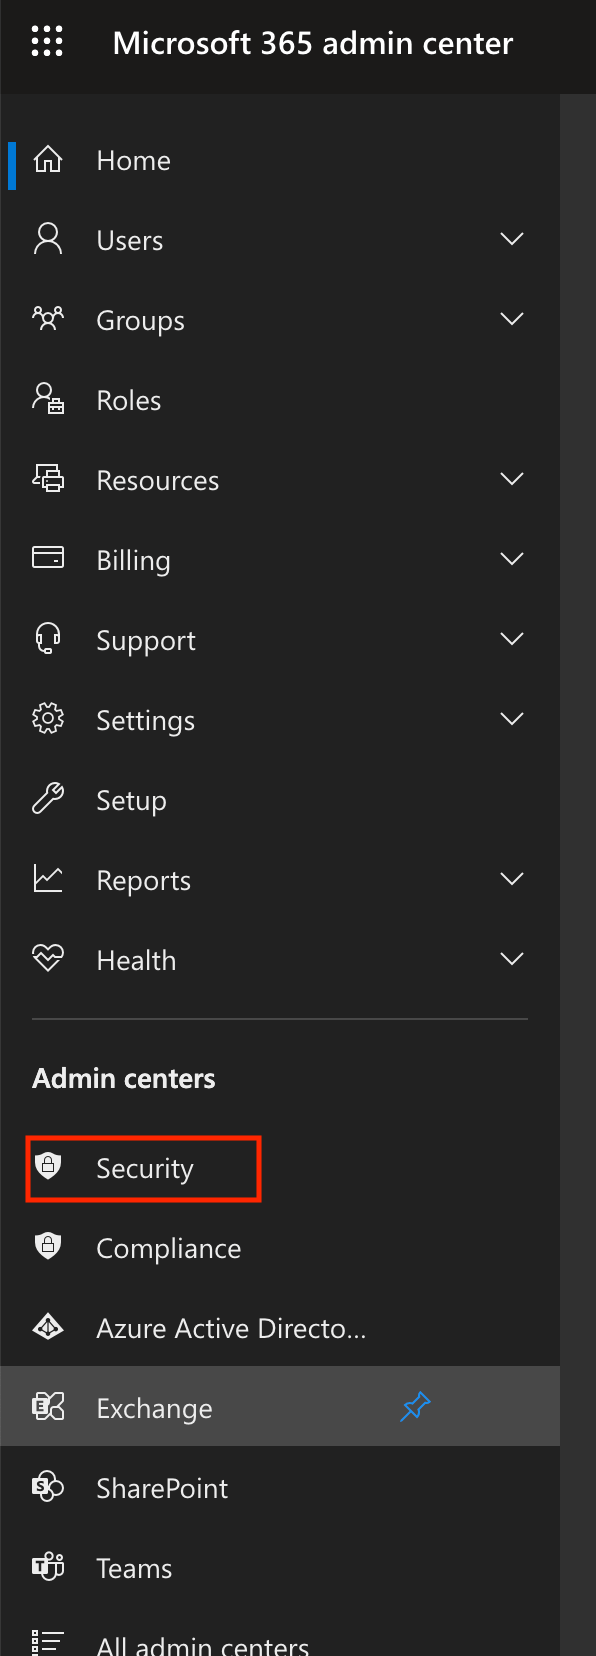 Microsoft 365 admin center
Home
Users
Groups
Roles
Resources
Billing
Support
Settings
Setup
Reports
Health
Admin centers
Security
Compliance
Azure Active Directo...
Exchange
SharePoint
Teams
All admin centers